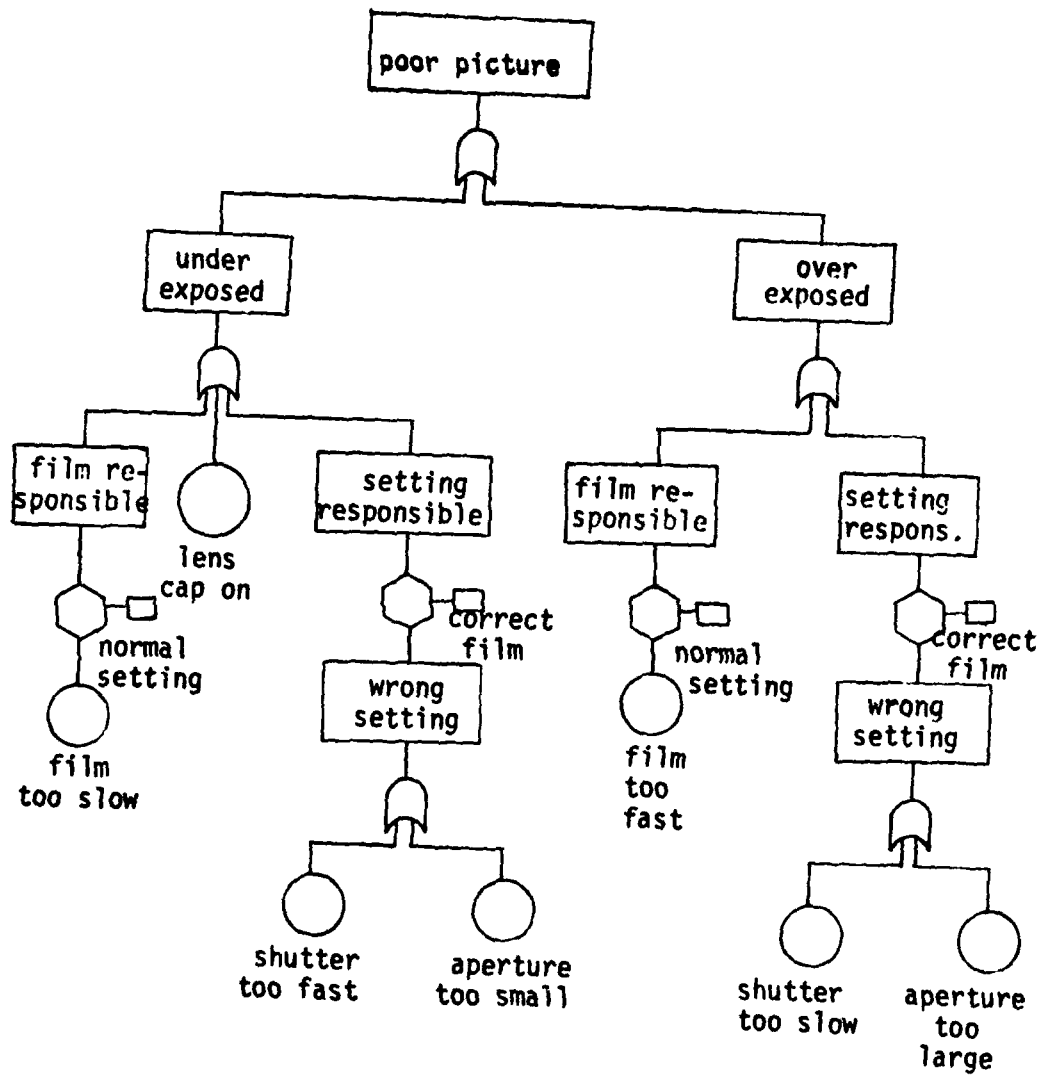 poor picture
under
exposed
over
exposed
film re-
sponsible
lens
cap on
setting
responsible
film re-
sponsible
setting
respons.
normal
setting
correct
film
normal
setting
correct
film
film
too slow
wrong
setting
film
too
fast
wrong
setting
shutter
too fast
aperture
too small
shutter
too slow
aperture
too
large